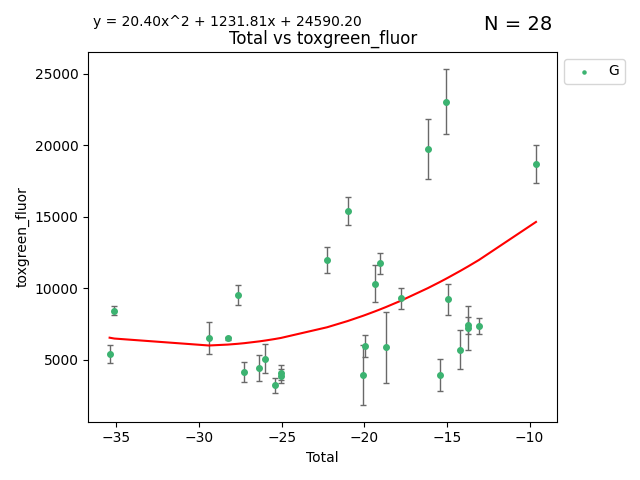 y = 20.40x^2 + 1231.81x + 24590.20
N = 28
Total vs toxgreen_fluor
G
25000
20000
15000
10000
5000
toxgreen_fluor
−35
−30
−25
−20
−15
−10
Total